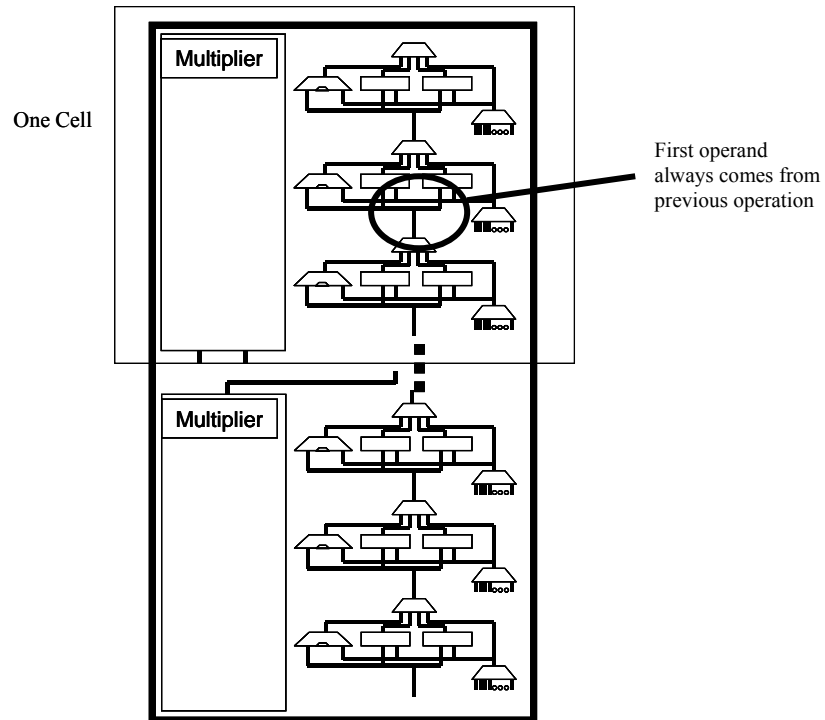 Multiplier
One Cell
First operand
always comes from
previous operation
Multiplier